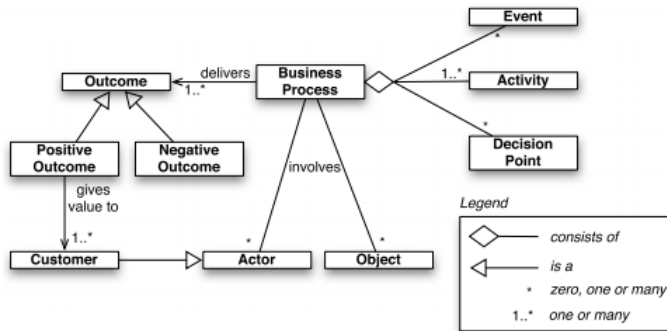 Event
*
delivers
Business
Process
Outcome
1..*
1..*
Activity
*
Positive
Outcome
Negative
Outcome
Decision
Point
involves
gives
value to
1..*
*
*
Customer
Actor
Object
Legend
consists of
is a
* zero, one or many
1..* one or many